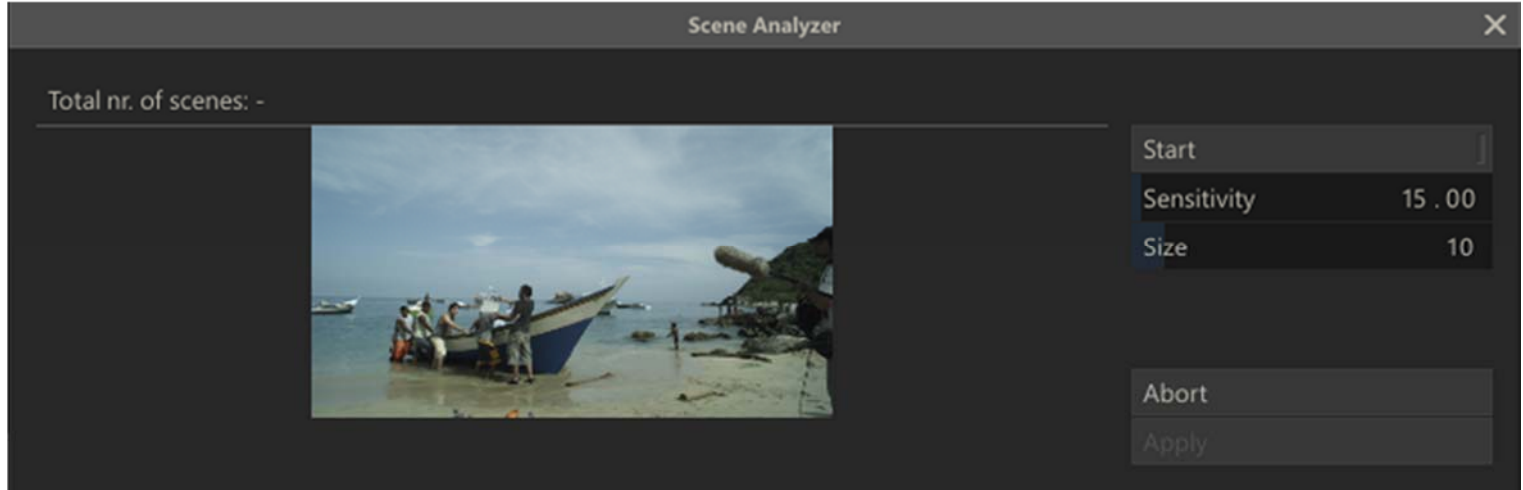 Scene Analyzer
Total nr. of scenes: -
Start
Sensitivity 15 . 00
Size 10
Abort
Apply